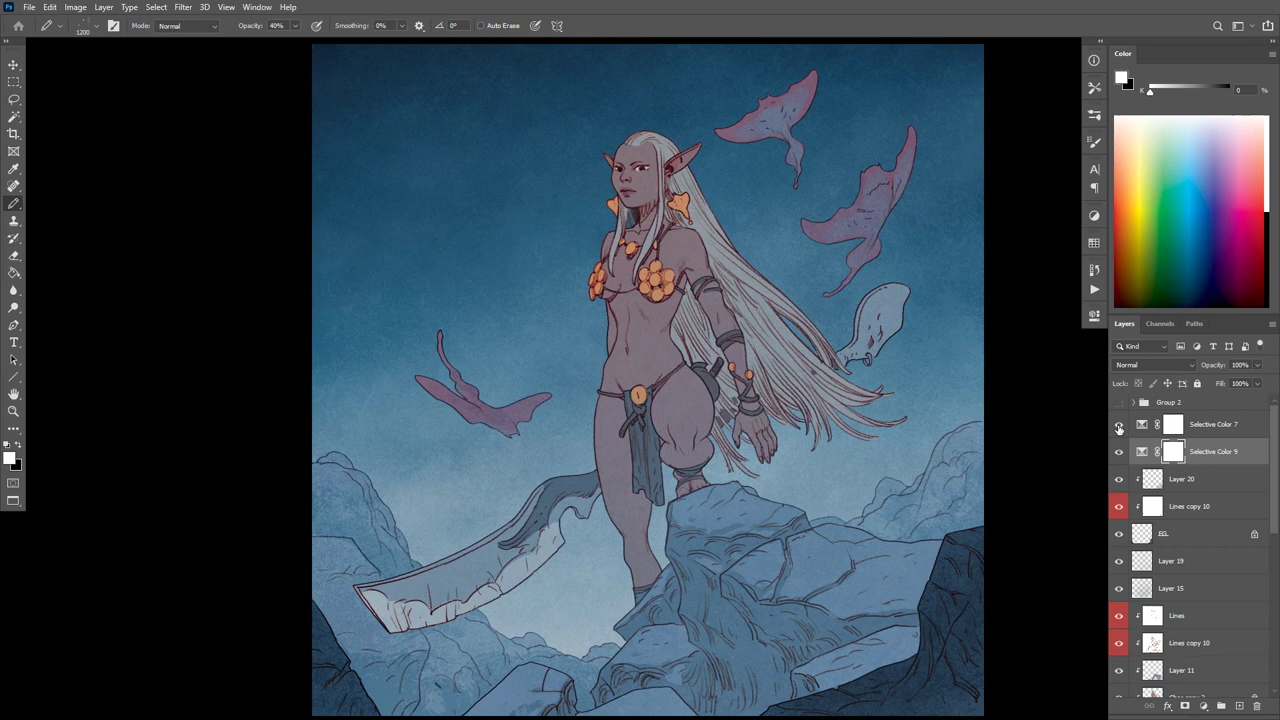 Ps File Edit Image Layer Type Select Filter 3D View Window Help
1200 Mode: Normal Opacity: 40% Smoothing: 0% 0° Auto Erase
Color
K 0 %
Layers Channels Paths
Kind
Normal Opacity: 100%
Lock: Fill: 100%
Group 2
Selective Color 7
Selective Color 9
Layer 20
Lines copy 10
Layer 19
Layer 15
Lines
Lines copy 10
Layer 11